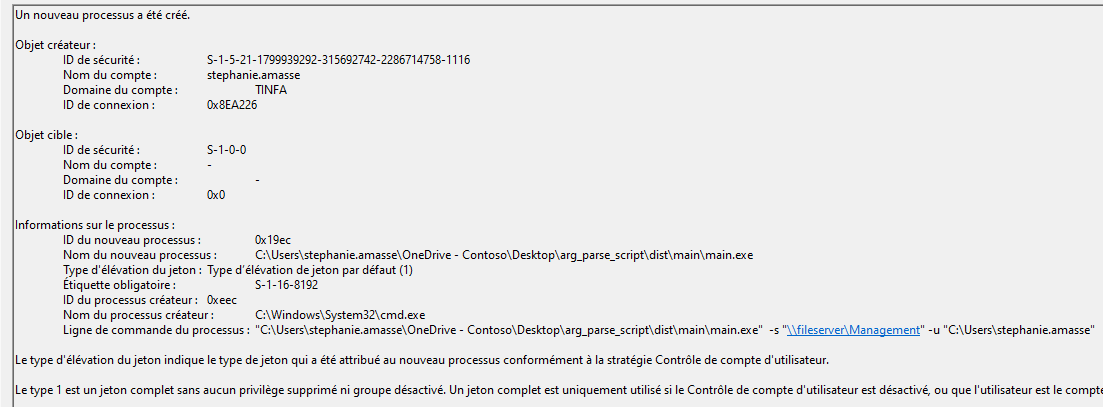 Un nouveau processus a été créé.
Objet créateur :
ID de sécurité : S-1-5-21-1799939292-315692742-2286714758-1116
Nom du compte : stephanie.amasse
Domaine du compte : TINFA
ID de connexion : 0x8EA226
Objet cible :
ID de sécurité : S-1-0-0
Nom du compte : -
Domaine du compte : -
ID de connexion : 0x0
Informations sur le processus :
ID du nouveau processus : 0x19ec
Nom du nouveau processus : C:\Users\stephanie.amasse\OneDrive - Contoso\Desktop\arg_parse_script\dist\main\main.exe
Type d'élévation du jeton : Type d'élévation de jeton par défaut (1)
Étiquette obligatoire : S-1-16-8192
ID du processus créateur : 0xeec
Nom du processus créateur : C:\Windows\System32\cmd.exe
Ligne de commande du processus : "C:\Users\stephanie.amasse\OneDrive - Contoso\Desktop\arg_parse_script\dist\main\main.exe" -s "\\fileserver\Management" -u "C:\Users\stephanie.amasse"
Le type d'élévation du jeton indique le type de jeton qui a été attribué au nouveau processus conformément à la stratégie Contrôle de compte d'utilisateur.
Le type 1 est un jeton complet sans aucun privilège supprimé ni groupe désactivé. Un jeton complet est uniquement utilisé si le Contrôle de compte d'utilisateur est désactivé, ou que l'utilisateur est le compte